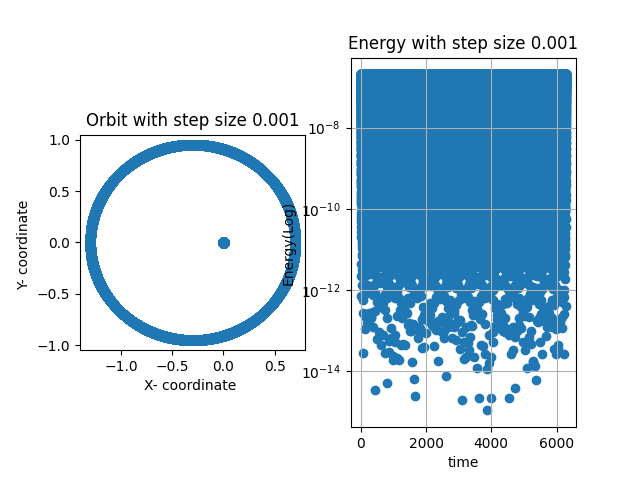 Orbit with step size 0.001
1.0
0.5
0.0
−0.5
−1.0
Y- coordinate
−1.0 −0.5 0.0 0.5
X- coordinate
Energy with step size 0.001
10⁻⁸
10⁻¹⁰
10⁻¹²
10⁻¹⁴
Energy(Log)
0 2000 4000 6000
time